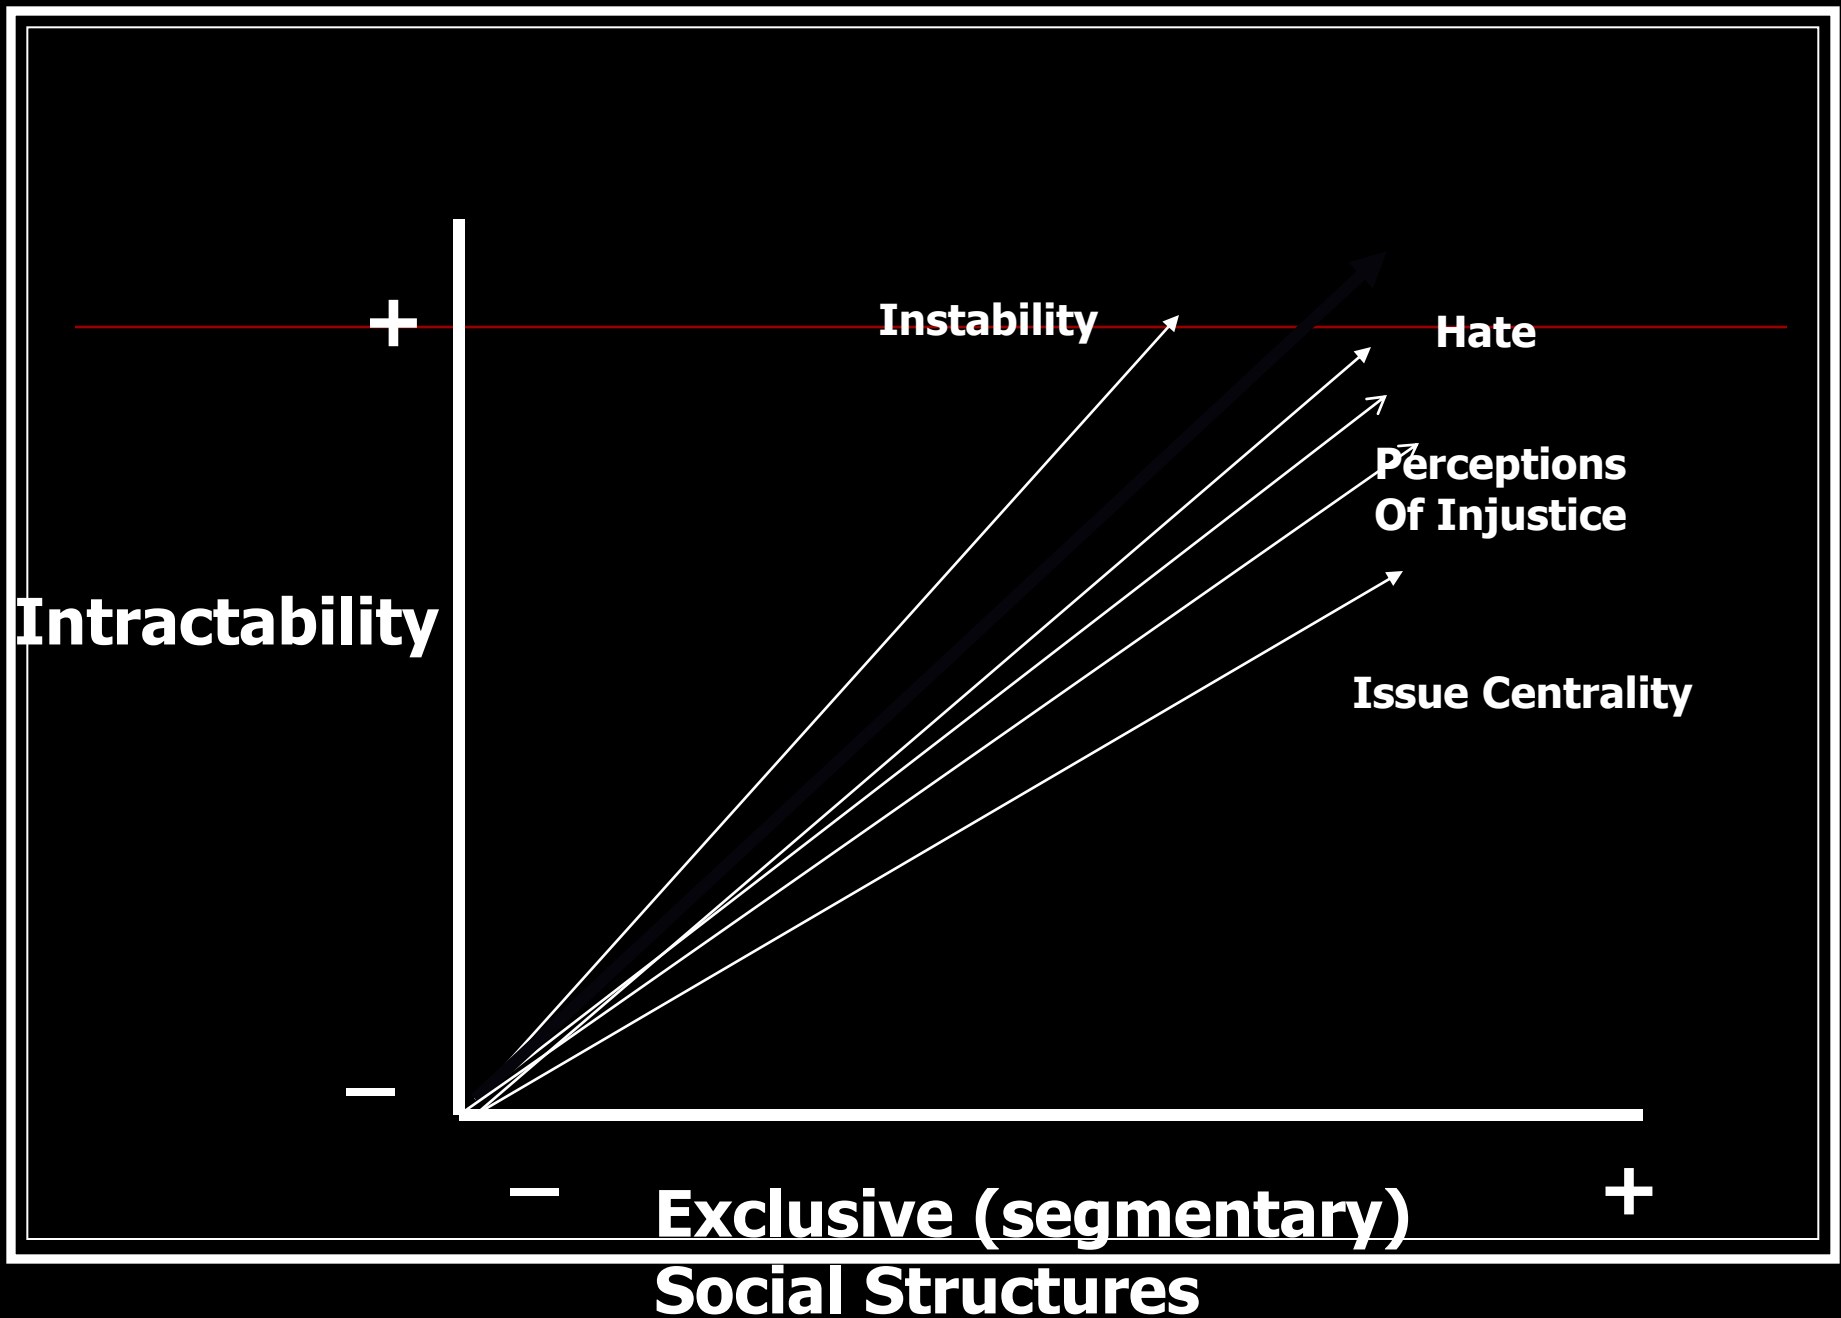 +
Instability
Hate
Perceptions
Of Injustice
Intractability
Issue Centrality
–
–
+
Exclusive (segmentary)
Social Structures